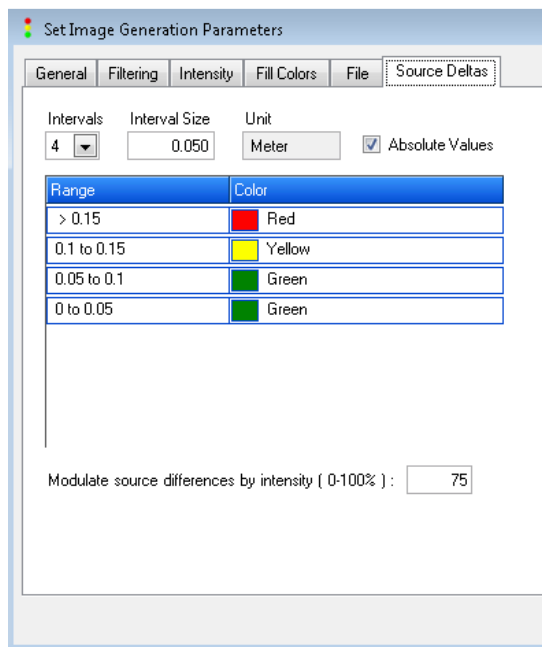 Set Image Generation Parameters
General Filtering Intensity Fill Colors File Source Deltas
Intervals Interval Size Unit
4 0.050 Meter Absolute Values
Range Color
> 0.15 Red
0.1 to 0.15 Yellow
0.05 to 0.1 Green
0 to 0.05 Green
Modulate source differences by intensity ( 0-100% ) : 75